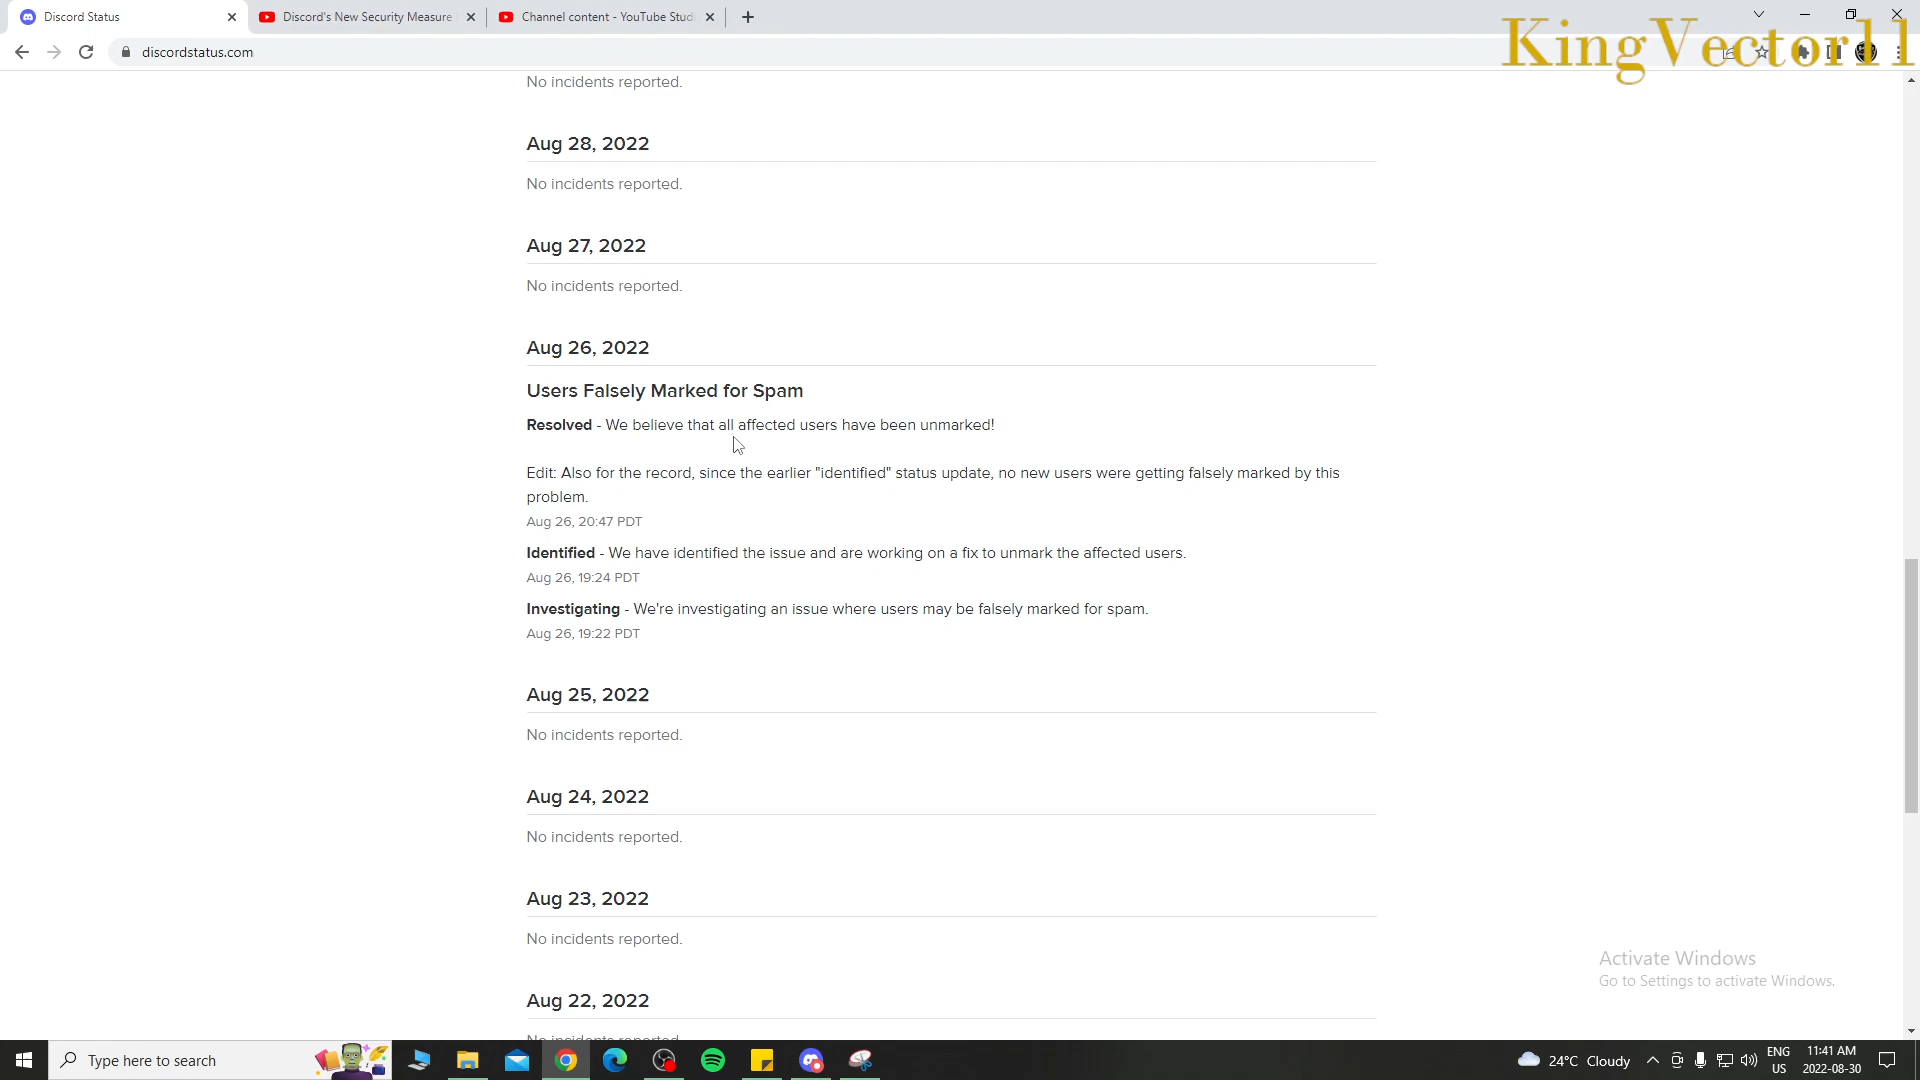 Discord Status
Discord's New Security Measure
Channel content - YouTube Studi
discordstatus.com
KingVector11
No incidents reported.
Aug 28, 2022
No incidents reported.
Aug 27, 2022
No incidents reported.
Aug 26, 2022
Users Falsely Marked for Spam
Resolved - We believe that all affected users have been unmarked!
Edit: Also for the record, since the earlier "identified" status update, no new users were getting falsely marked by this
problem.
Aug 26, 20:47 PDT
Identified - We have identified the issue and are working on a fix to unmark the affected users.
Aug 26, 19:24 PDT
Investigating - We're investigating an issue where users may be falsely marked for spam.
Aug 26, 19:22 PDT
Aug 25, 2022
No incidents reported.
Aug 24, 2022
No incidents reported.
Aug 23, 2022
No incidents reported.
Aug 22, 2022
No incidents reported.
Activate Windows
Go to Settings to activate Windows.
Type here to search
24°C Cloudy
ENG
US
11:41 AM
2022-08-30